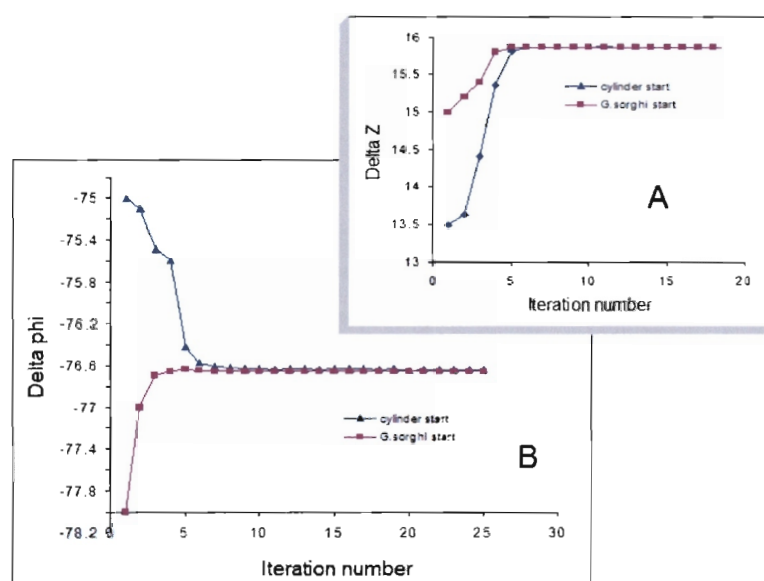 16
15.5
15
14.5
14
13.5
13
Delta Z
cylinder start
G.sorghi start
A
0 5 10 15 20
Iteration number
-75
-75.4
-75.8
-76.2
-76.6
-77
-77.4
-77.8
-78.2
Delta phi
cylinder start
G.sorghi start
B
0 5 10 15 20 25 30
Iteration number